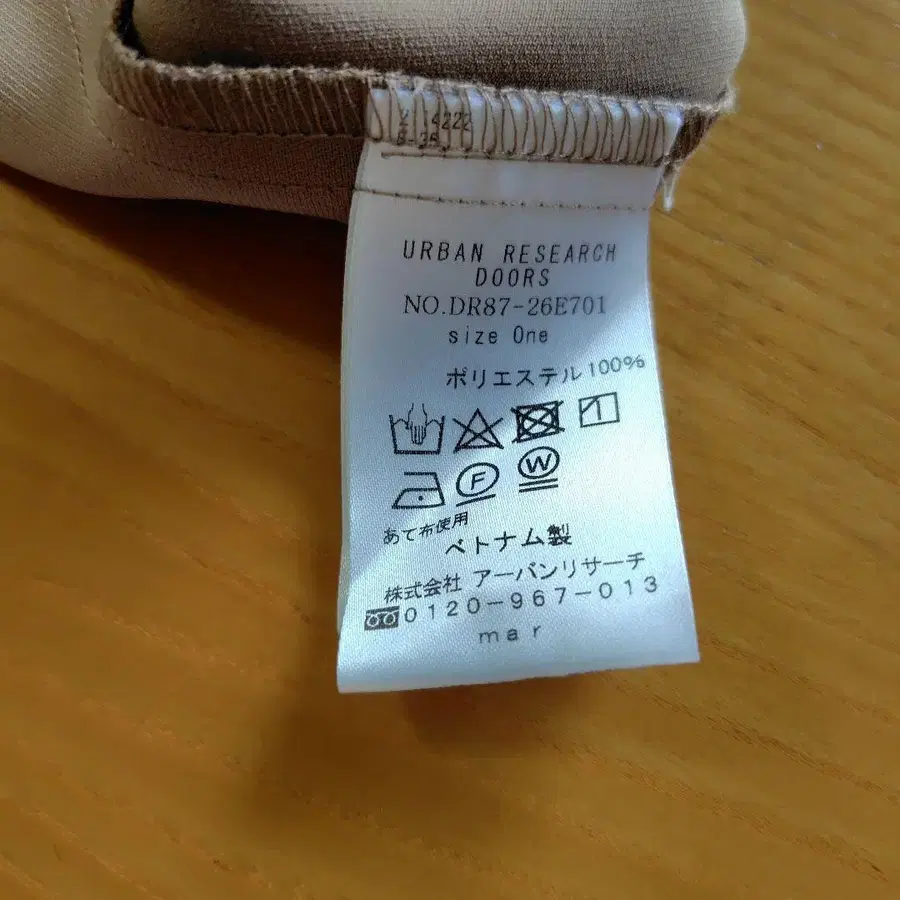 4222
URBAN RESEARCH
DOORS
NO.DR87-26E701
size One
ポリエステル100%
F W
あて布使用
ベトナム製
株式会社 アーバンリサーチ
0120-967-013
mar